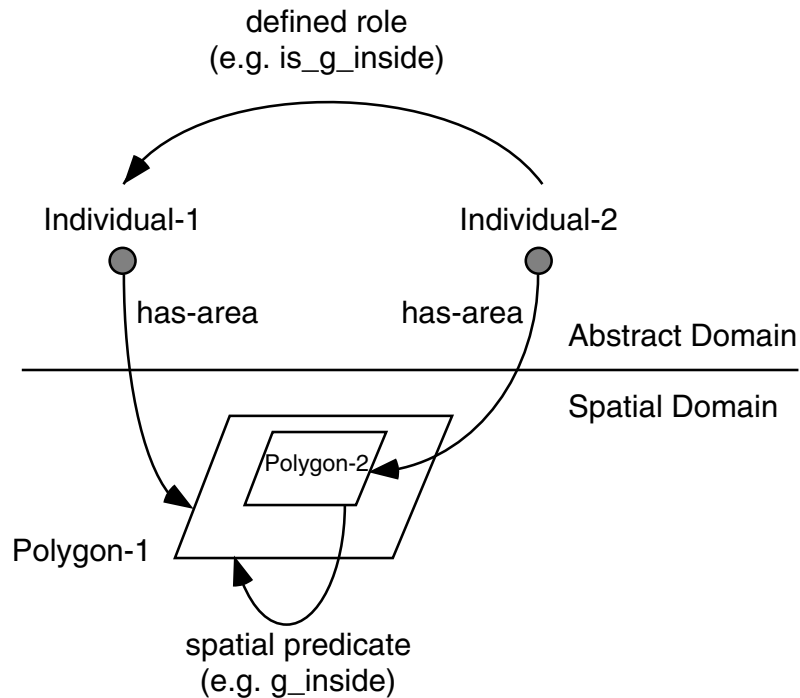 defined role
(e.g. is_g_inside)
Individual-1
Individual-2
has-area
has-area
Abstract Domain
Spatial Domain
Polygon-2
Polygon-1
spatial predicate
(e.g. g_inside)